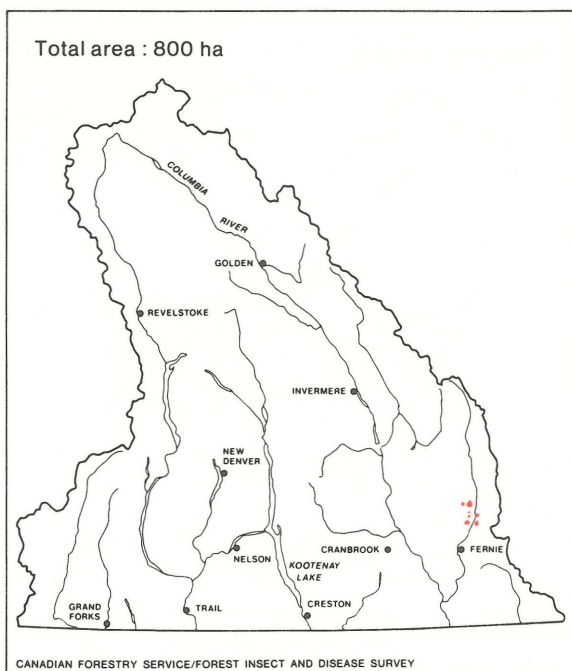 Total area : 800 ha
COLUMBIA
RIVER
GOLDEN
REVELSTOKE
INVERMERE
NEW
DENVER
NELSON
KOOTENAY
LAKE
CRANBROOK
FERNIE
GRAND
FORKS
TRAIL
CRESTON
CANADIAN FORESTRY SERVICE/FOREST INSECT AND DISEASE SURVEY